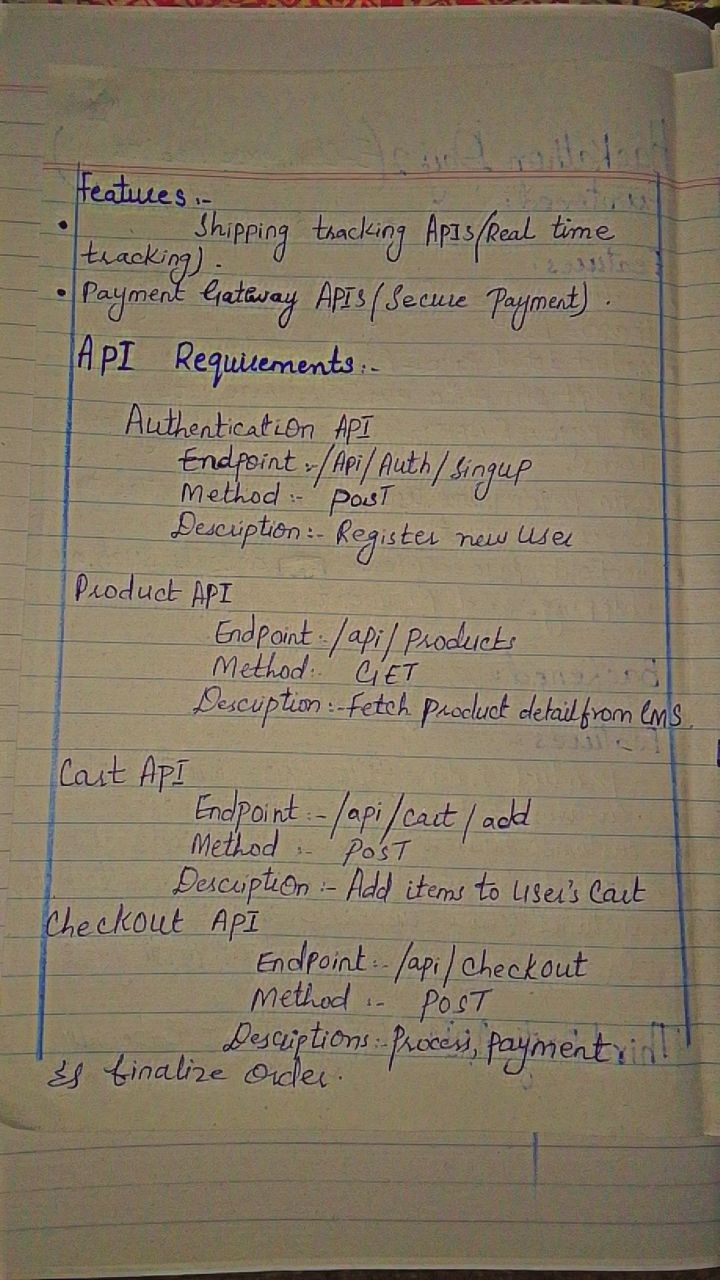 Features :-
• Shipping tracking APIs/Real time
tracking) .
• Payment Gateway APIs (Secure Payment) .
API Requirements :-
Authentication API
Endpoint :- /Api/Auth/Singup
Method :- POST
Description :- Register new User
Product API
Endpoint :- /api/Products
Method :- GET
Description :- Fetch Product detail from CMS.
Cart API
Endpoint :- /api/cart/add
Method :- POST
Description :- Add items to User's Cart
Checkout API
Endpoint :- /api/checkout
Method :- POST
Descriptions :- Process, Payment
& finalize Order.